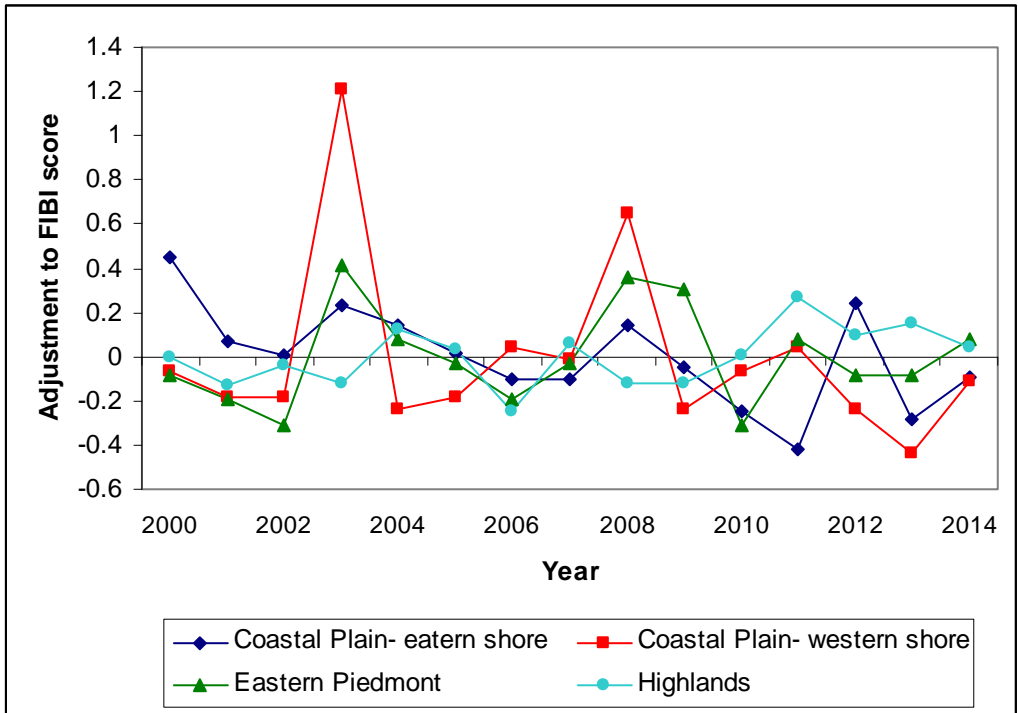 1.4
1.2
1
0.8
0.6
0.4
0.2
0
-0.2
-0.4
-0.6
Adjustment to FIBI score
2000 2002 2004 2006 2008 2010 2012 2014
Year
Coastal Plain- eatern shore Coastal Plain- western shore
Eastern Piedmont Highlands